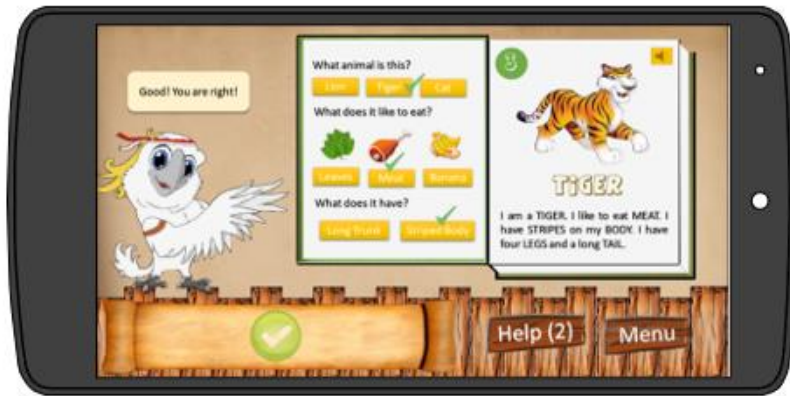 Good! You are right!
What animal is this?
Lion Tiger Cat
What does it like to eat?
Leaves Meat Banana
What does it have?
Long Trunk Striped Body
TIGER
I am a TIGER. I like to eat MEAT. I
have STRIPES on my BODY. I have
four LEGS and a long TAIL.
Help (2) Menu